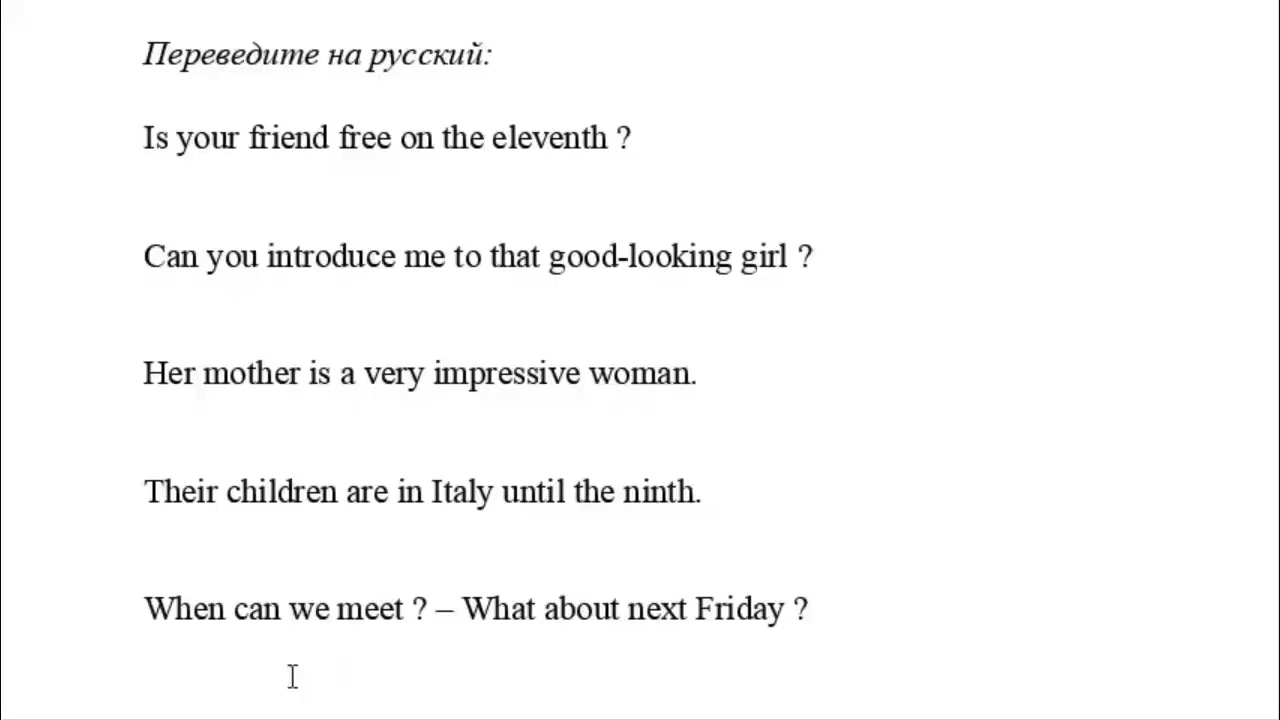 Переведите на русский:
Is your friend free on the eleventh ?
Can you introduce me to that good-looking girl ?
Her mother is a very impressive woman.
Their children are in Italy until the ninth.
When can we meet ? – What about next Friday ?